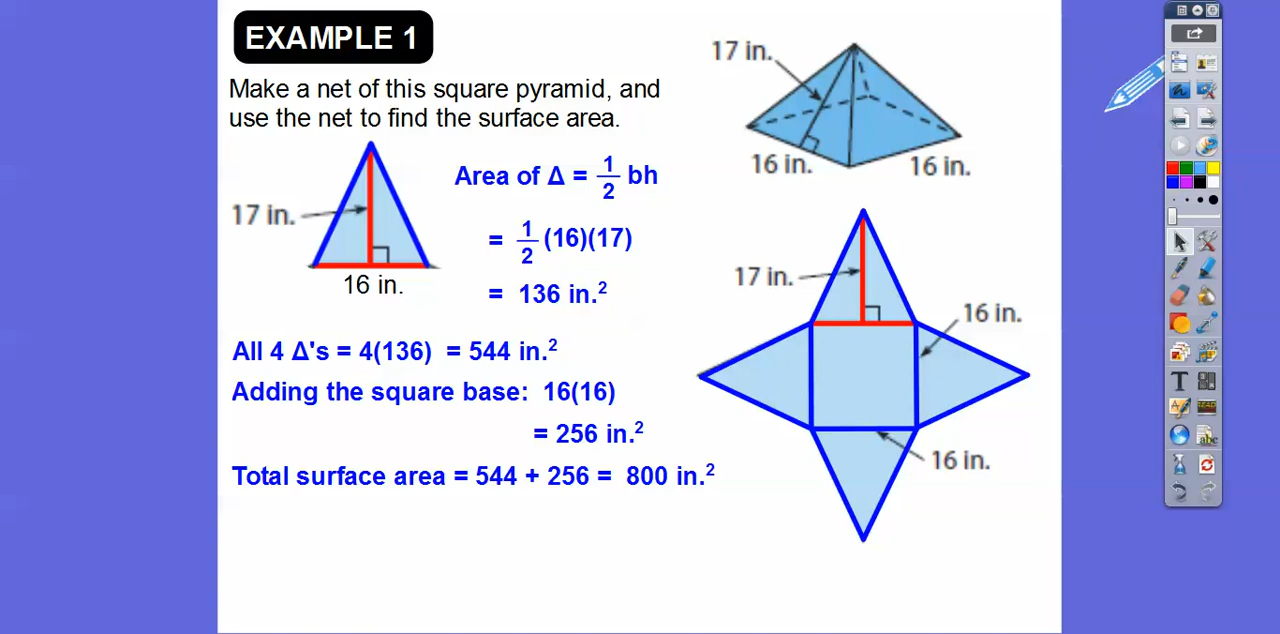 EXAMPLE 1
Make a net of this square pyramid, and
use the net to find the surface area.
17 in.
16 in.
Area of Δ = 1/2 bh
= 1/2 (16)(17)
= 136 in.²
All 4 Δ's = 4(136) = 544 in.²
Adding the square base: 16(16)
= 256 in.²
Total surface area = 544 + 256 = 800 in.²
17 in.
16 in.
16 in.
17 in.
16 in.
16 in.